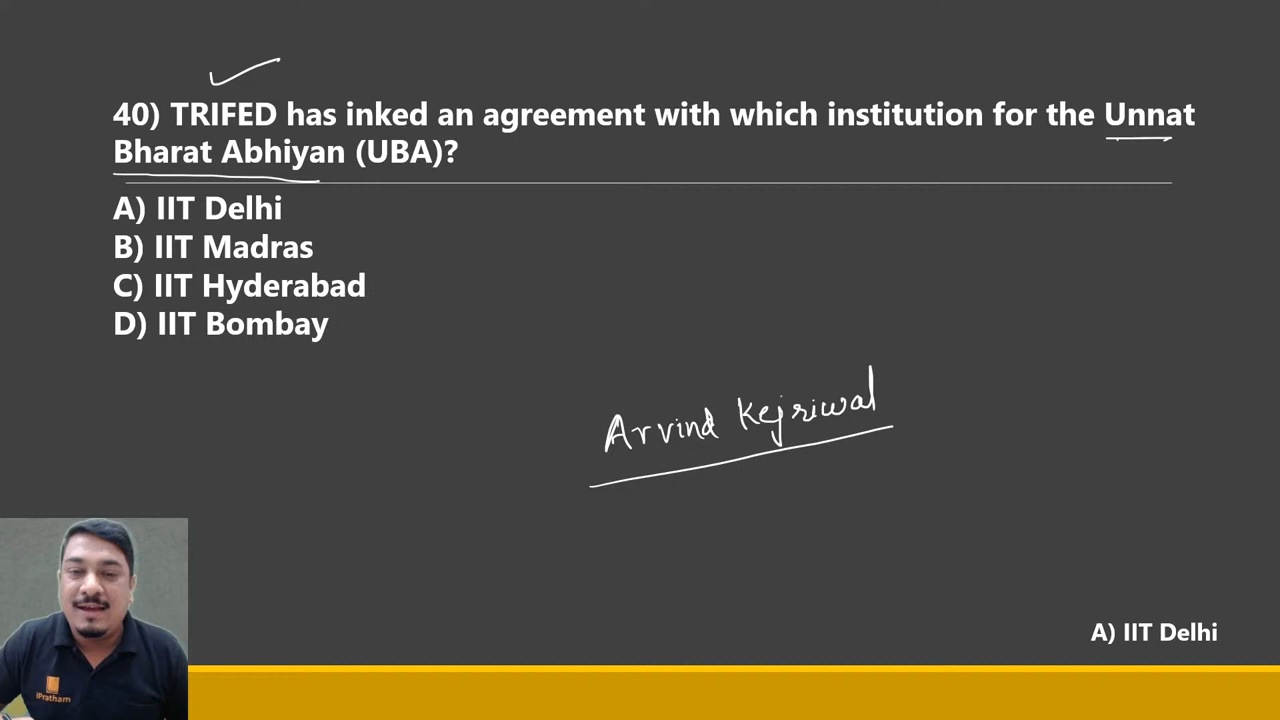 40) TRIFED has inked an agreement with which institution for the Unnat
Bharat Abhiyan (UBA)?
A) IIT Delhi
B) IIT Madras
C) IIT Hyderabad
D) IIT Bombay
Arvind Kejriwal
iPratham
A) IIT Delhi